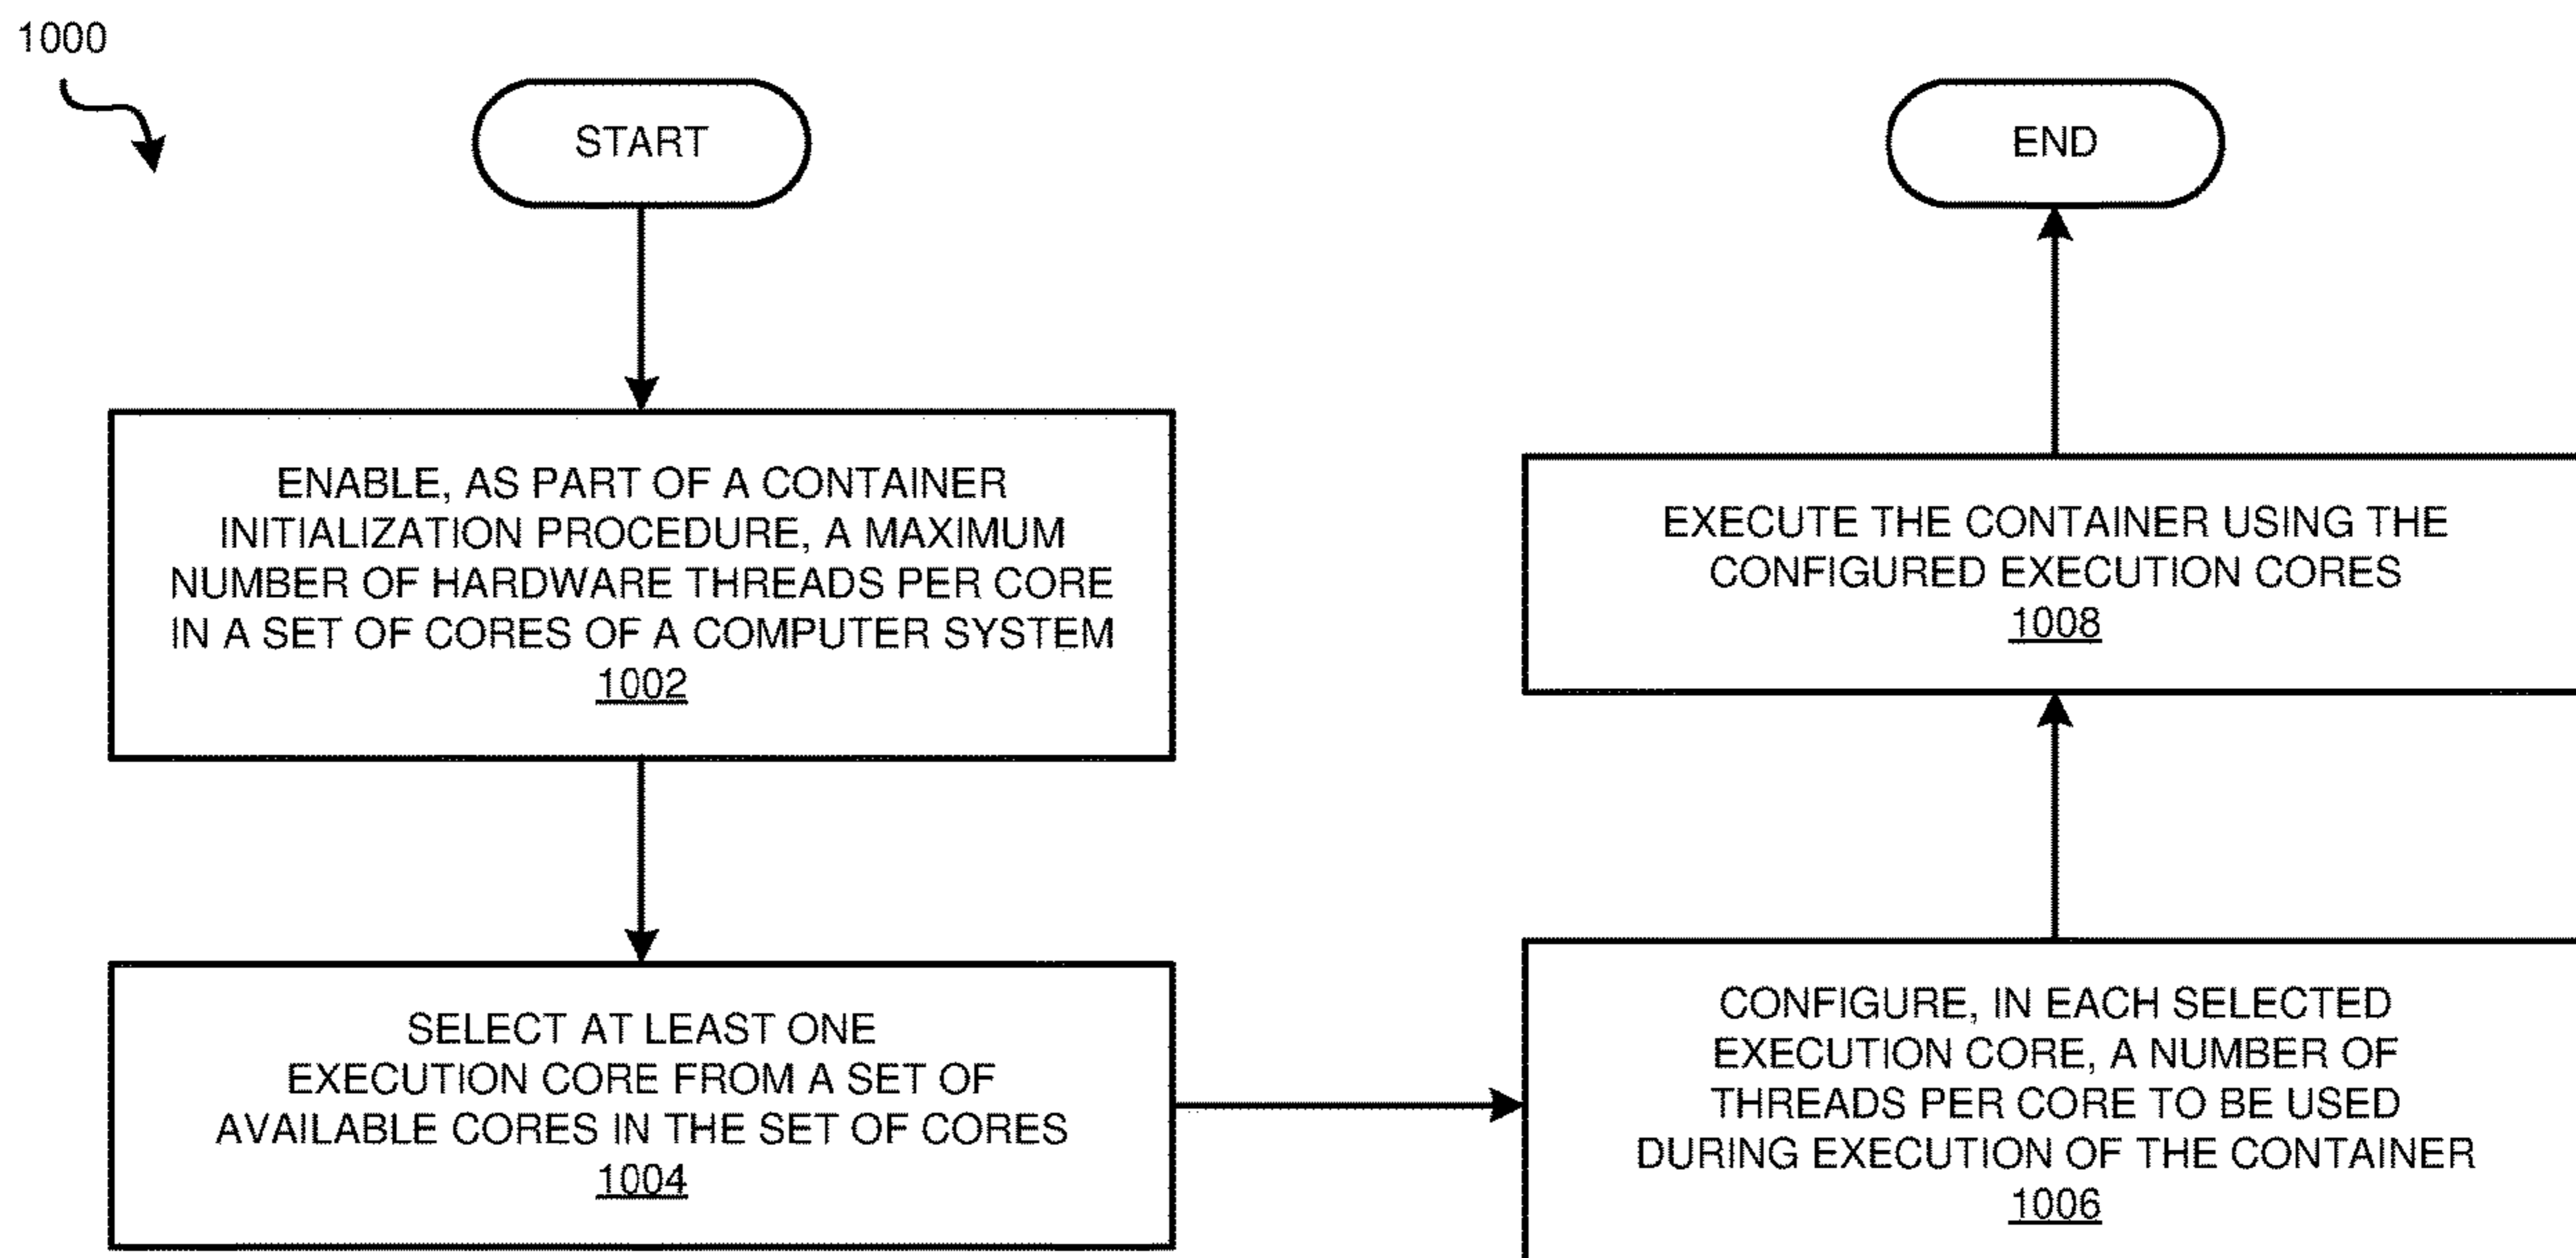 1000
START
ENABLE, AS PART OF A CONTAINER
INITIALIZATION PROCEDURE, A MAXIMUM
NUMBER OF HARDWARE THREADS PER CORE
IN A SET OF CORES OF A COMPUTER SYSTEM
1002
SELECT AT LEAST ONE
EXECUTION CORE FROM A SET OF
AVAILABLE CORES IN THE SET OF CORES
1004
CONFIGURE, IN EACH SELECTED
EXECUTION CORE, A NUMBER OF
THREADS PER CORE TO BE USED
DURING EXECUTION OF THE CONTAINER
1006
EXECUTE THE CONTAINER USING THE
CONFIGURED EXECUTION CORES
1008
END